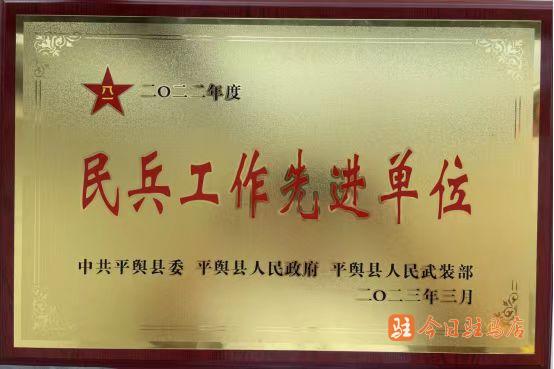 八一
二〇二二年度
民兵工作先进单位
中共平舆县委 平舆县人民政府 平舆县人民武装部
二〇二三年三月
驻 今日驻马店